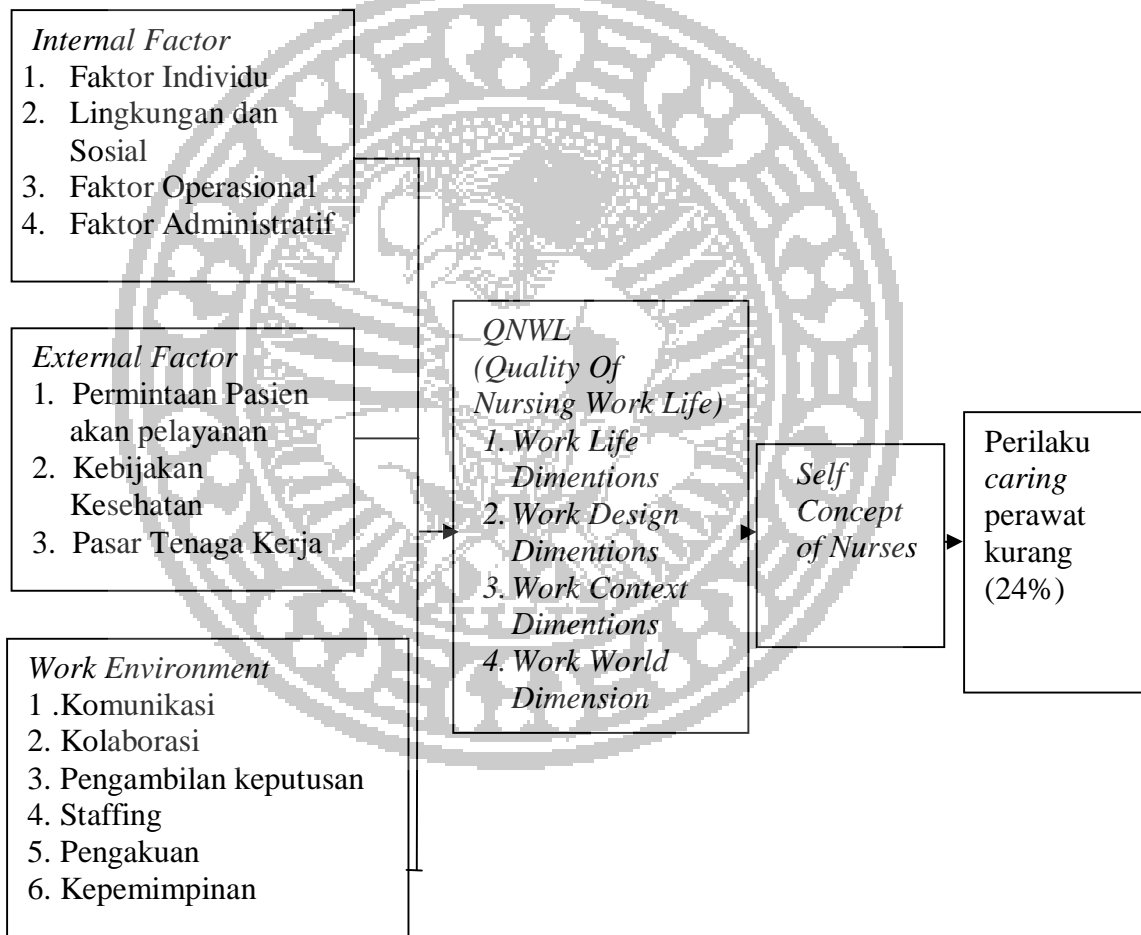 Internal Factor
1. Faktor Individu
2. Lingkungan dan
Sosial
3. Faktor Operasional
4. Faktor Administratif
External Factor
1. Permintaan Pasien
akan pelayanan
2. Kebijakan
Kesehatan
3. Pasar Tenaga Kerja
Work Environment
1 .Komunikasi
2. Kolaborasi
3. Pengambilan keputusan
4. Staffing
5. Pengakuan
6. Kepemimpinan
QNWL
(Quality Of
Nursing Work Life)
1. Work Life
Dimentions
2. Work Design
Dimentions
3. Work Context
Dimentions
4. Work World
Dimension
Self
Concept
of Nurses
Perilaku
caring
perawat
kurang
(24%)